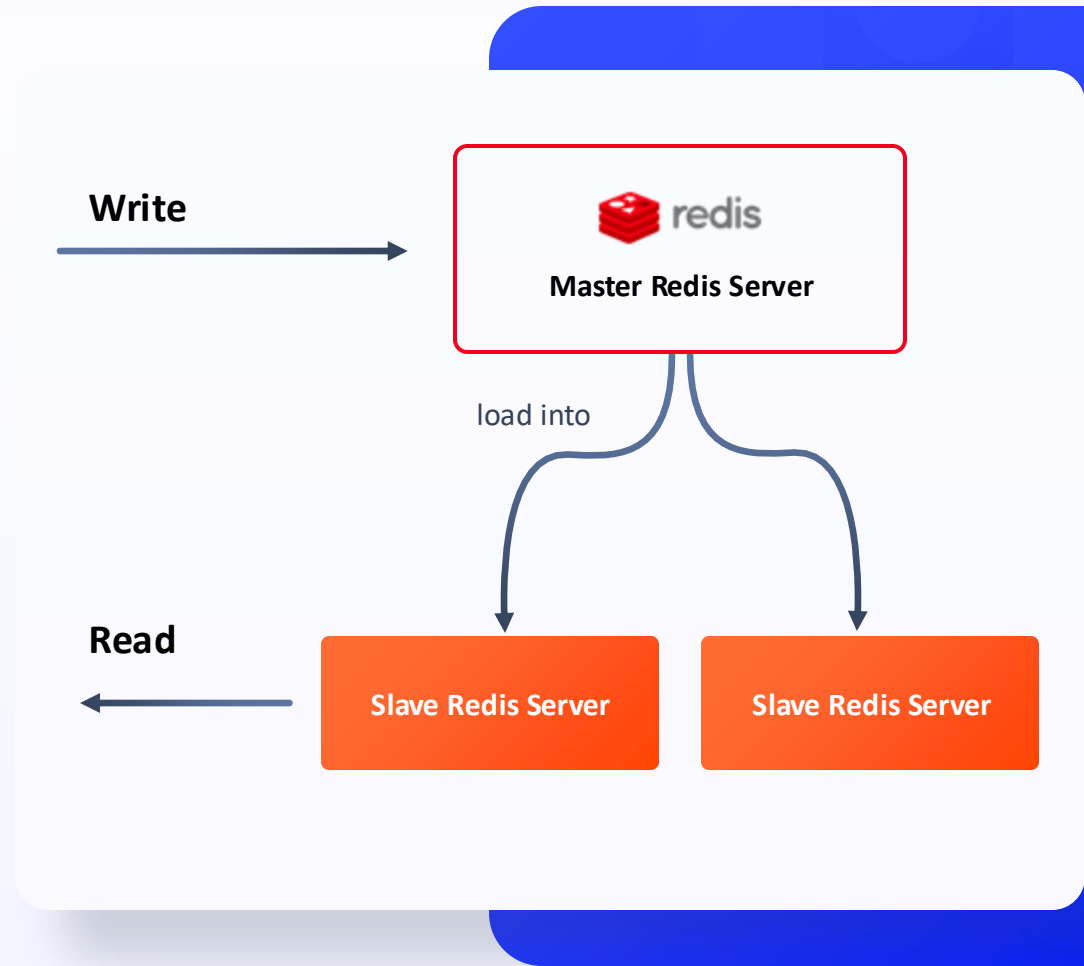 Write
redis
Master Redis Server
load into
Read
Slave Redis Server
Slave Redis Server